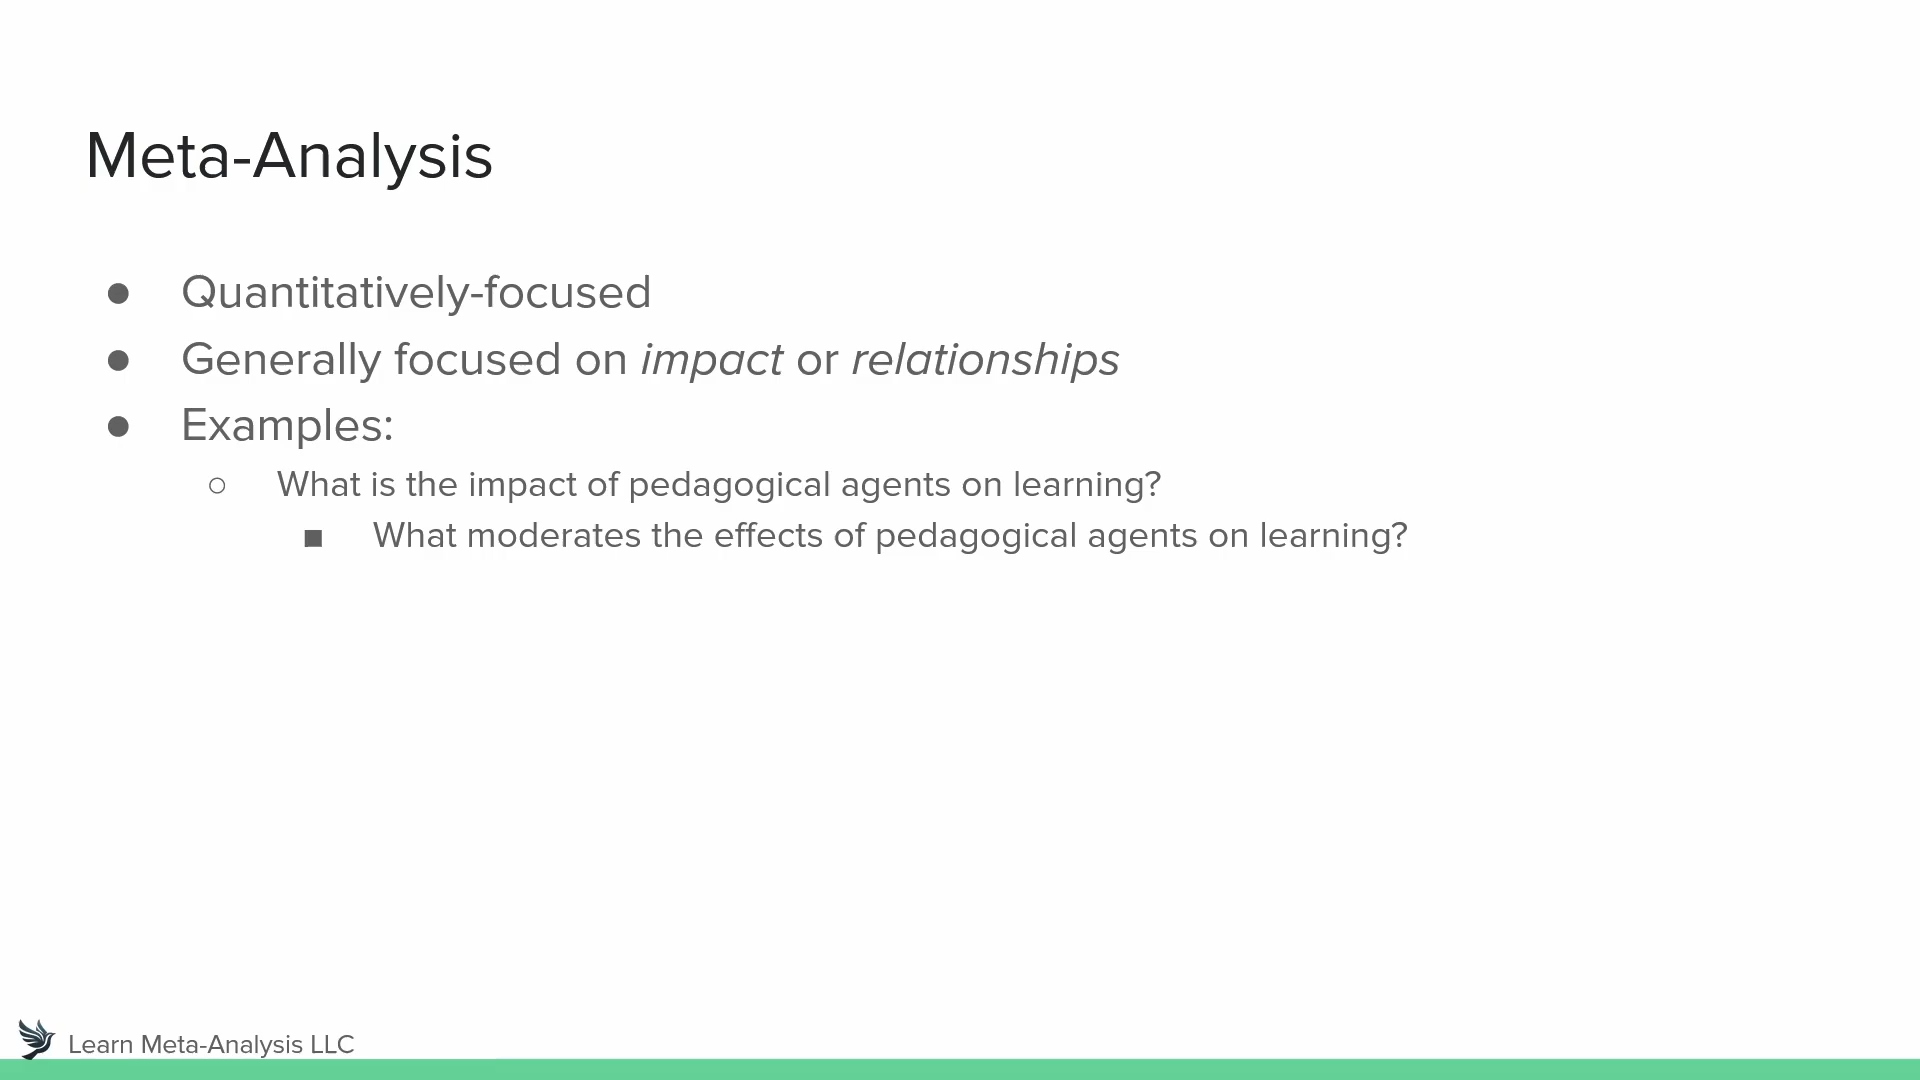 Meta-Analysis
● Quantitatively-focused
● Generally focused on impact or relationships
● Examples:
○ What is the impact of pedagogical agents on learning?
■ What moderates the effects of pedagogical agents on learning?
Learn Meta-Analysis LLC